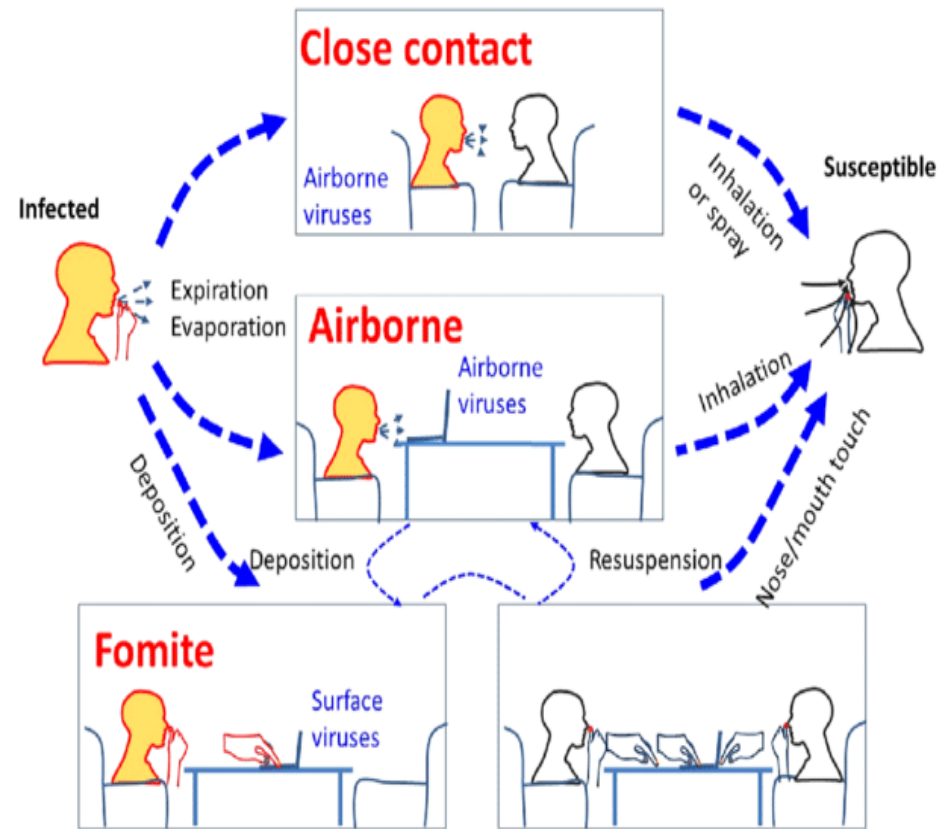 Close contact
Airborne
viruses
Infected
Expiration
Evaporation
Inhalation
or spray
Susceptible
Airborne
Airborne
viruses
Inhalation
Deposition
Deposition
Resuspension
Nose/mouth touch
Fomite
Surface
viruses